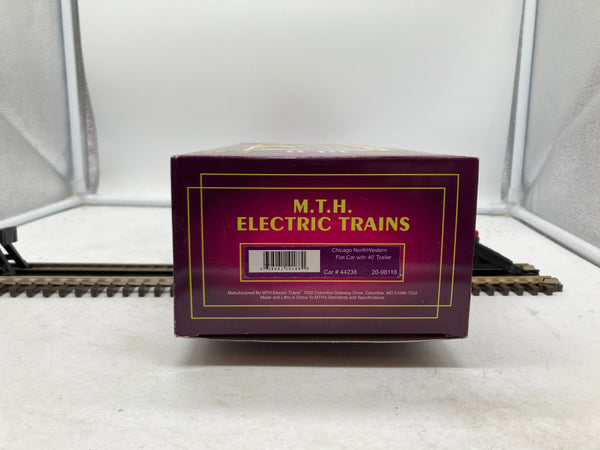 M.T.H.
ELECTRIC TRAINS
Chicago NorthWestern
Flat Car with 40' Trailer
Car # 44238 20-98118
Manufactured By MTH Electric Trains® 7020 Columbia Gateway Drive, Columbia, MD 21046-1532
Made and Litho in China To MTH's Standards and Specifications